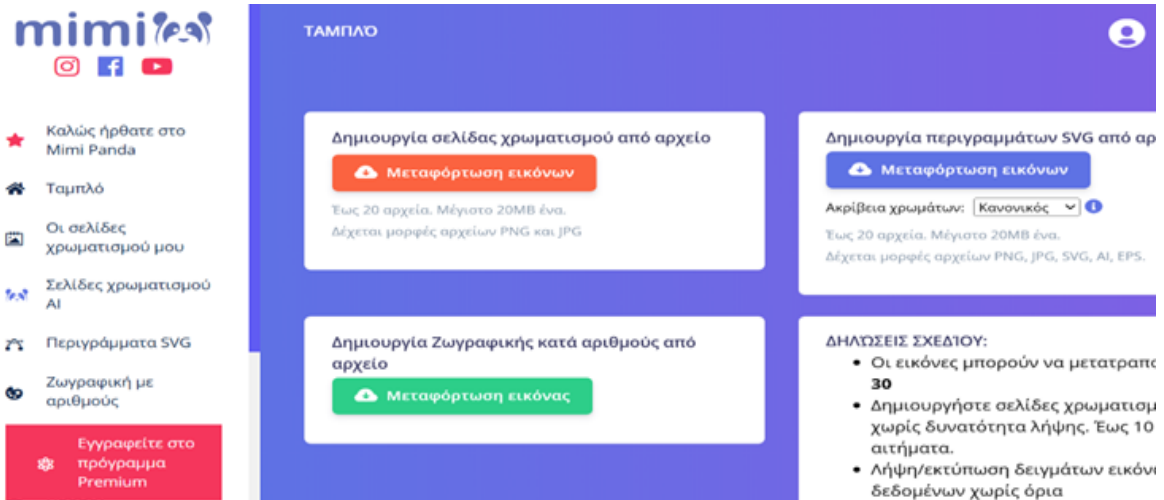 mimi
Καλώς ήρθατε στο
Mimi Panda
Ταμπλό
Οι σελίδες
χρωματισμού μου
Σελίδες χρωματισμού
AI
Περιγράμματα SVG
Ζωγραφική με
αριθμούς
Εγγραφείτε στο
πρόγραμμα
Premium
ΤΑΜΠΛΌ
Δημιουργία σελίδας χρωματισμού από αρχείο
Μεταφόρτωση εικόνων
Έως 20 αρχεία. Μέγιστο 20MB ένα.
Δέχεται μορφές αρχείων PNG και JPG
Δημιουργία περιγραμμάτων SVG από
Μεταφόρτωση εικόνων
Ακρίβεια χρωμάτων: Κανονικός
Έως 20 αρχεία. Μέγιστο 20MB ένα.
Δέχεται μορφές αρχείων PNG, JPG, SVG, AI, EPS.
Δημιουργία Ζωγραφικής κατά αριθμούς από
αρχείο
Μεταφόρτωση εικόνας
ΔΗΛΏΣΕΙΣ ΣΧΕΔΊΟΥ:
• Οι εικόνες μπορούν να
30
• Δημιουργήστε σελίδες
χωρίς δυνατότητα λήψης. Έως 10
αιτήματα.
• Λήψη/εκτύπωση δειγμάτων
δεδομένων χωρίς όρια